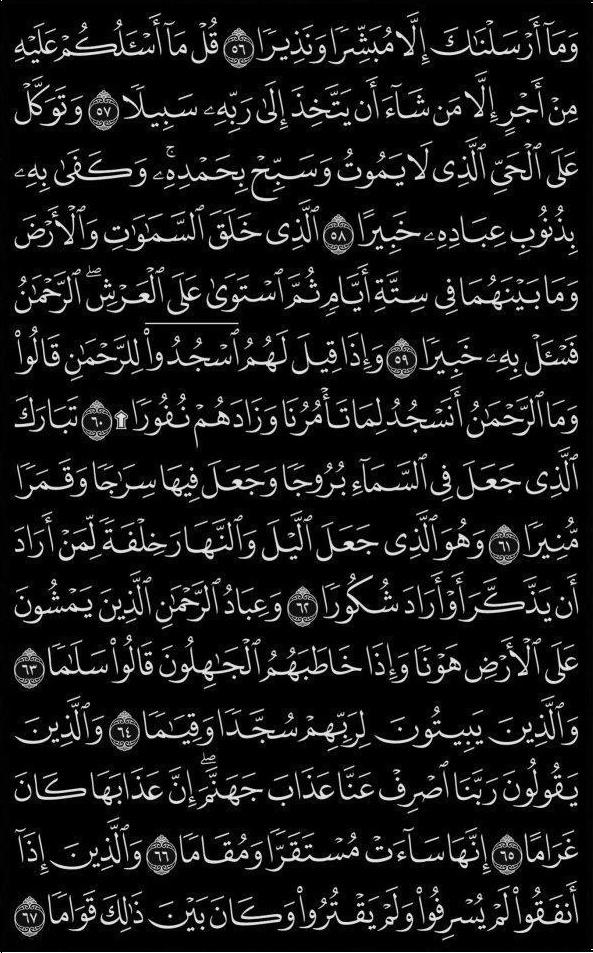 وَمَآ أَرْسَلْنَٰكَ إِلَّا مُبَشِّرًا وَنَذِيرًا ٥٦ قُلْ مَآ أَسْـَٔلُكُمْ عَلَيْهِ
مِنْ أَجْرٍ إِلَّا مَن شَآءَ أَن يَتَّخِذَ إِلَىٰ رَبِّهِۦ سَبِيلًا ٥٧ وَتَوَكَّلْ
عَلَى ٱلْحَىِّ ٱلَّذِى لَا يَمُوتُ وَسَبِّحْ بِحَمْدِهِۦۚ وَكَفَىٰ بِهِۦ
بِذُنُوبِ عِبَادِهِۦ خَبِيرًا ٥٨ ٱلَّذِى خَلَقَ ٱلسَّمَٰوَٰتِ وَٱلْأَرْضَ
وَمَا بَيْنَهُمَا فِى سِتَّةِ أَيَّامٍ ثُمَّ ٱسْتَوَىٰ عَلَى ٱلْعَرْشِۖ ٱلرَّحْمَٰنُ
فَسْـَٔلْ بِهِۦ خَبِيرًا ٥٩ وَإِذَا قِيلَ لَهُمُ ٱسْجُدُوا۟ لِلرَّحْمَٰنِ قَالُوا۟
وَمَا ٱلرَّحْمَٰنُ أَنَسْجُدُ لِمَا تَأْمُرُنَا وَزَادَهُمْ نُفُورًا ۩ ٦٠ تَبَارَكَ
ٱلَّذِى جَعَلَ فِى ٱلسَّمَآءِ بُرُوجًا وَجَعَلَ فِيهَا سِرَٰجًا وَقَمَرًا
مُّنِيرًا ٦١ وَهُوَ ٱلَّذِى جَعَلَ ٱلَّيْلَ وَٱلنَّهَارَ خِلْفَةً لِّمَنْ أَرَادَ
أَن يَذَّكَّرَ أَوْ أَرَادَ شُكُورًا ٦٢ وَعِبَادُ ٱلرَّحْمَٰنِ ٱلَّذِينَ يَمْشُونَ
عَلَى ٱلْأَرْضِ هَوْنًا وَإِذَا خَاطَبَهُمُ ٱلْجَٰهِلُونَ قَالُوا۟ سَلَٰمًا ٦٣
وَٱلَّذِينَ يَبِيتُونَ لِرَبِّهِمْ سُجَّدًا وَقِيَٰمًا ٦٤ وَٱلَّذِينَ
يَقُولُونَ رَبَّنَا ٱصْرِفْ عَنَّا عَذَابَ جَهَنَّمَۖ إِنَّ عَذَابَهَا كَانَ
غَرَامًا ٦٥ إِنَّهَا سَآءَتْ مُسْتَقَرًّا وَمُقَامًا ٦٦ وَٱلَّذِينَ إِذَآ
أَنفَقُوا۟ لَمْ يُسْرِفُوا۟ وَلَمْ يَقْتُرُوا۟ وَكَانَ بَيْنَ ذَٰلِكَ قَوَامًا ٦٧